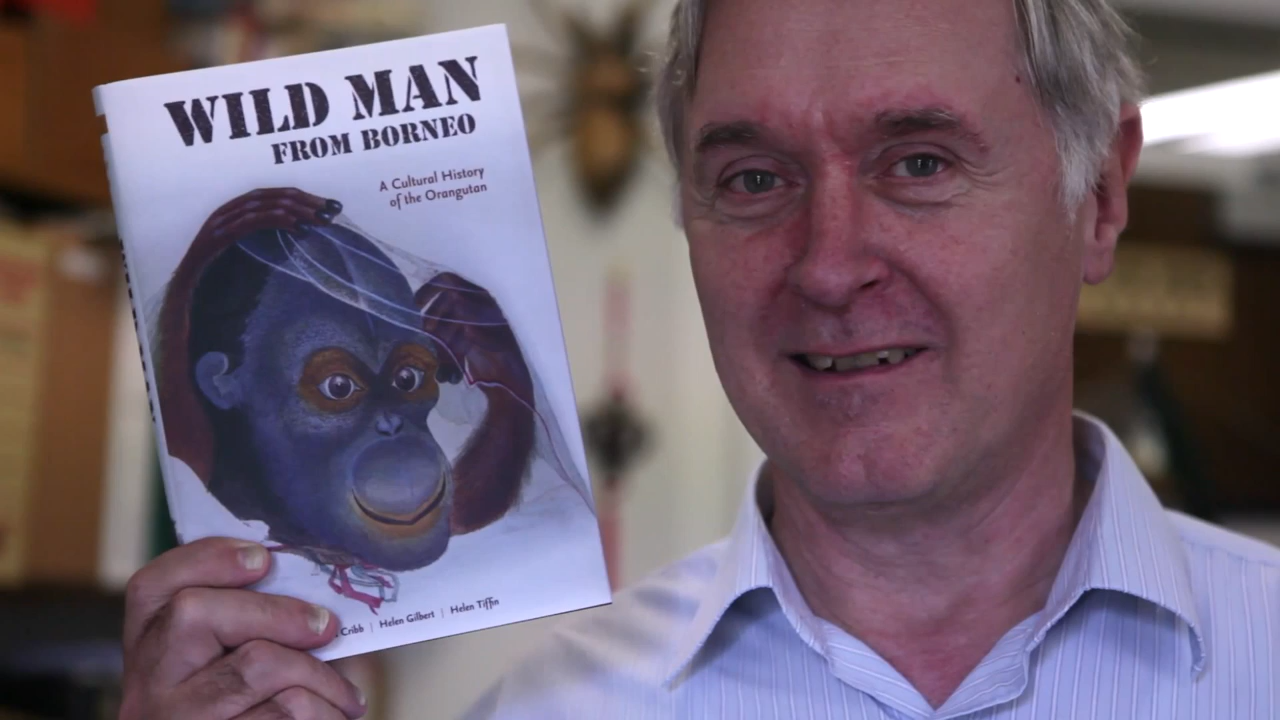 WILD MAN
FROM BORNEO
A Cultural History
of the Orangutan
Cribb | Helen Gilbert | Helen Tiffin